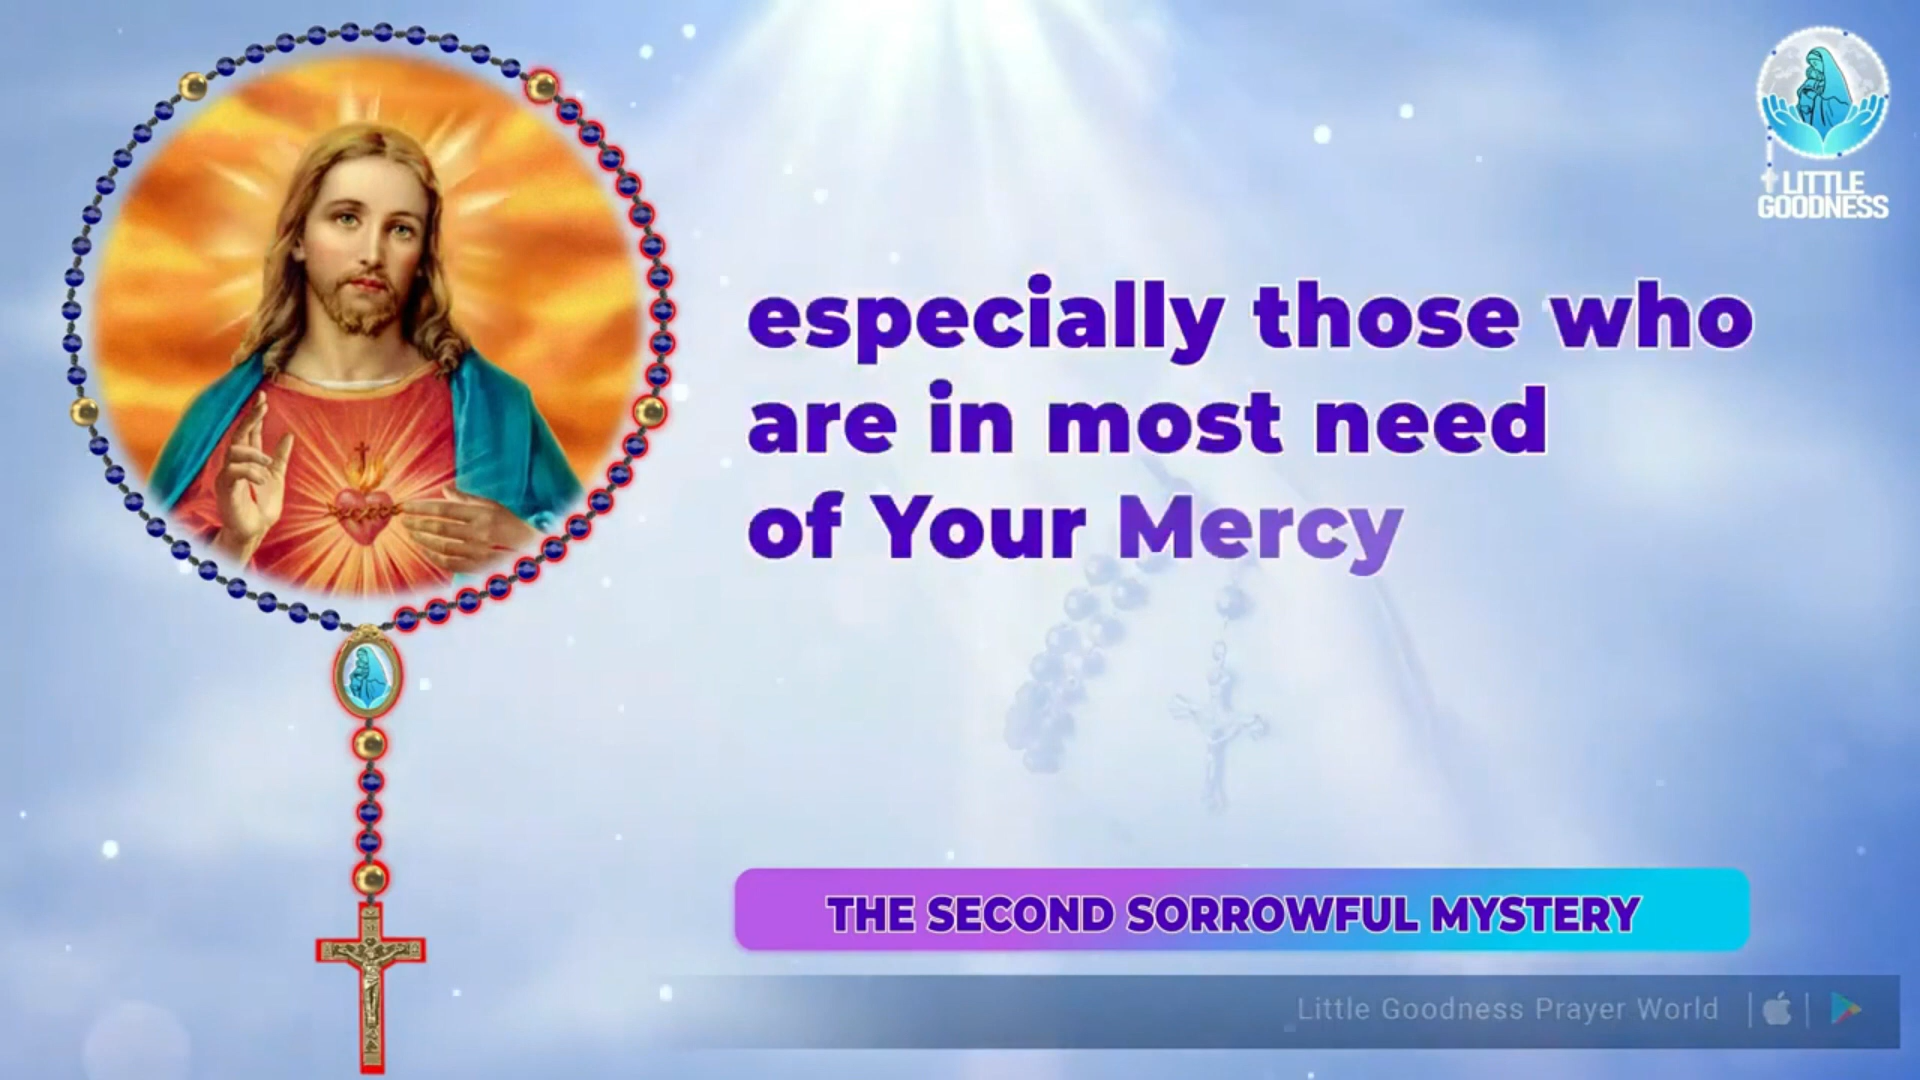 LITTLE
GOODNESS
especially those who
are in most need
of Your Mercy
THE SECOND SORROWFUL MYSTERY
Little Goodness Prayer World